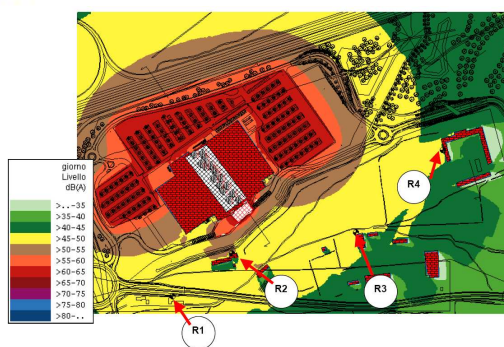 giorno
Livello
dB(A)
>..-35
>35-40
>40-45
>45-50
>50-55
>55-60
>60-65
>65-70
>70-75
>75-80
>80-..
R4
R2
R3
R1